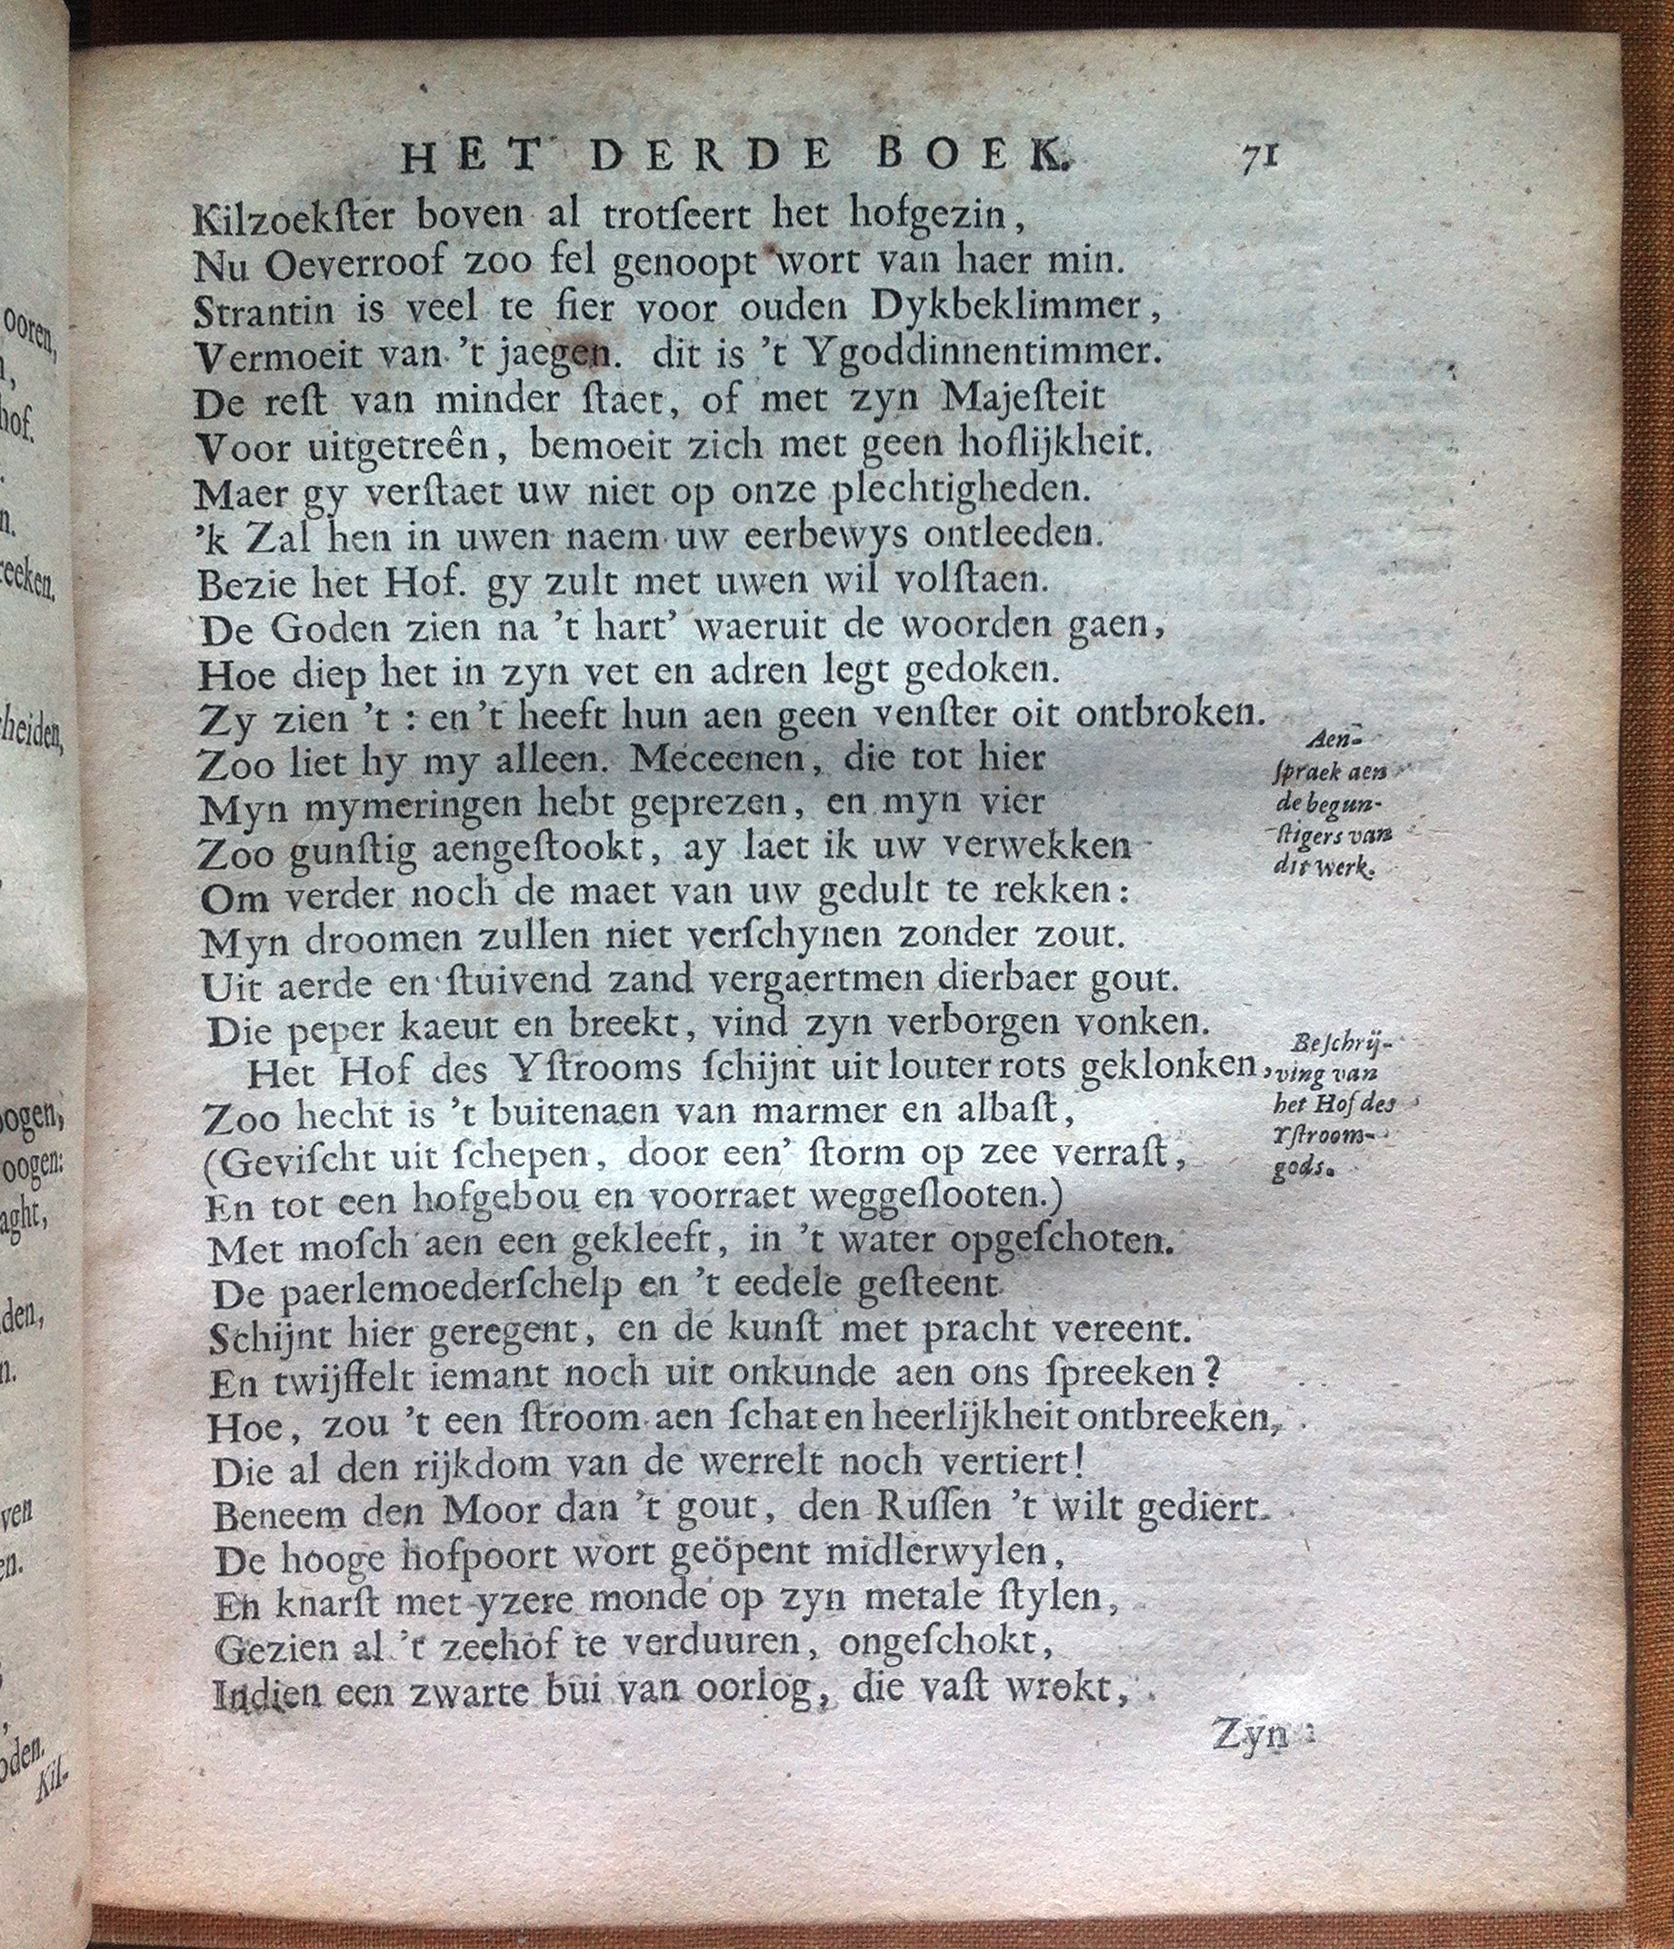 HET DERDE BOEK. 71
Kilzoekſter boven al trotſeert het hofgezin,
Nu Oeverroof zoo fel genoopt wort van haer min.
Strantin is veel te fier voor ouden Dykbeklimmer,
Vermoeit van 't jaegen. dit is 't Ygoddinnentimmer.
De reſt van minder ſtaet, of met zyn Majeſteit
Voor uitgetreên, bemoeit zich met geen hoflijkheit.
Maer gy verſtaet uw niet op onze plechtigheden.
'k Zal hen in uwen naem uw eerbewys ontleeden.
Bezie het Hof. gy zult met uwen wil volſtaen.
De Goden zien na 't hart' waeruit de woorden gaen,
Hoe diep het in zyn vet en adren legt gedoken.
Zy zien 't : en 't heeft hun aen geen venſter oit ontbroken.
Zoo liet hy my alleen. Meceenen, die tot hier
Myn mymeringen hebt geprezen, en myn vier
Zoo gunſtig aengeſtookt, ay laet ik uw verwekken
Om verder noch de maet van uw gedult te rekken:
Myn droomen zullen niet verſchynen zonder zout.
Uit aerde en ſtuivend zand vergaertmen dierbaer gout.
Die peper kaeut en breekt, vind zyn verborgen vonken.
Het Hof des Yſtrooms ſchijnt uit louter rots geklonken,
Zoo hecht is 't buitenaen van marmer en albaſt,
(Geviſcht uit ſchepen, door een' ſtorm op zee verraſt,
En tot een hofgebou en voorraet weggeſlooten.)
Met moſch aen een gekleeft, in 't water opgeſchoten.
De paerlemoederſchelp en 't eedele geſteent
Schijnt hier geregent, en de kunſt met pracht vereent.
En twijffelt iemant noch uit onkunde aen ons ſpreeken?
Hoe, zou 't een ſtroom aen ſchat en heerlijkheit ontbreeken,
Die al den rijkdom van de werrelt noch vertiert!
Beneem den Moor dan 't gout, den Ruſſen 't wilt gediert.
De hooge hofpoort wort geöpent midlerwylen,
En knarſt met yzere monde op zyn metale ſtylen,
Gezien al 't zeehof te verduuren, ongeſchokt,
Indien een zwarte bui van oorlog, die vaſt wrokt,
Zyn
Aen-
ſpraek aen
de begun-
ſtigers van
dit werk.
Beſchrij-
ving van
het Hof des
Yſtroom-
gods.
ooren,
hof.
reeken.
heiden,
oogen,
oogen:
aght,
den,
ven
en.
oden.
Kil-